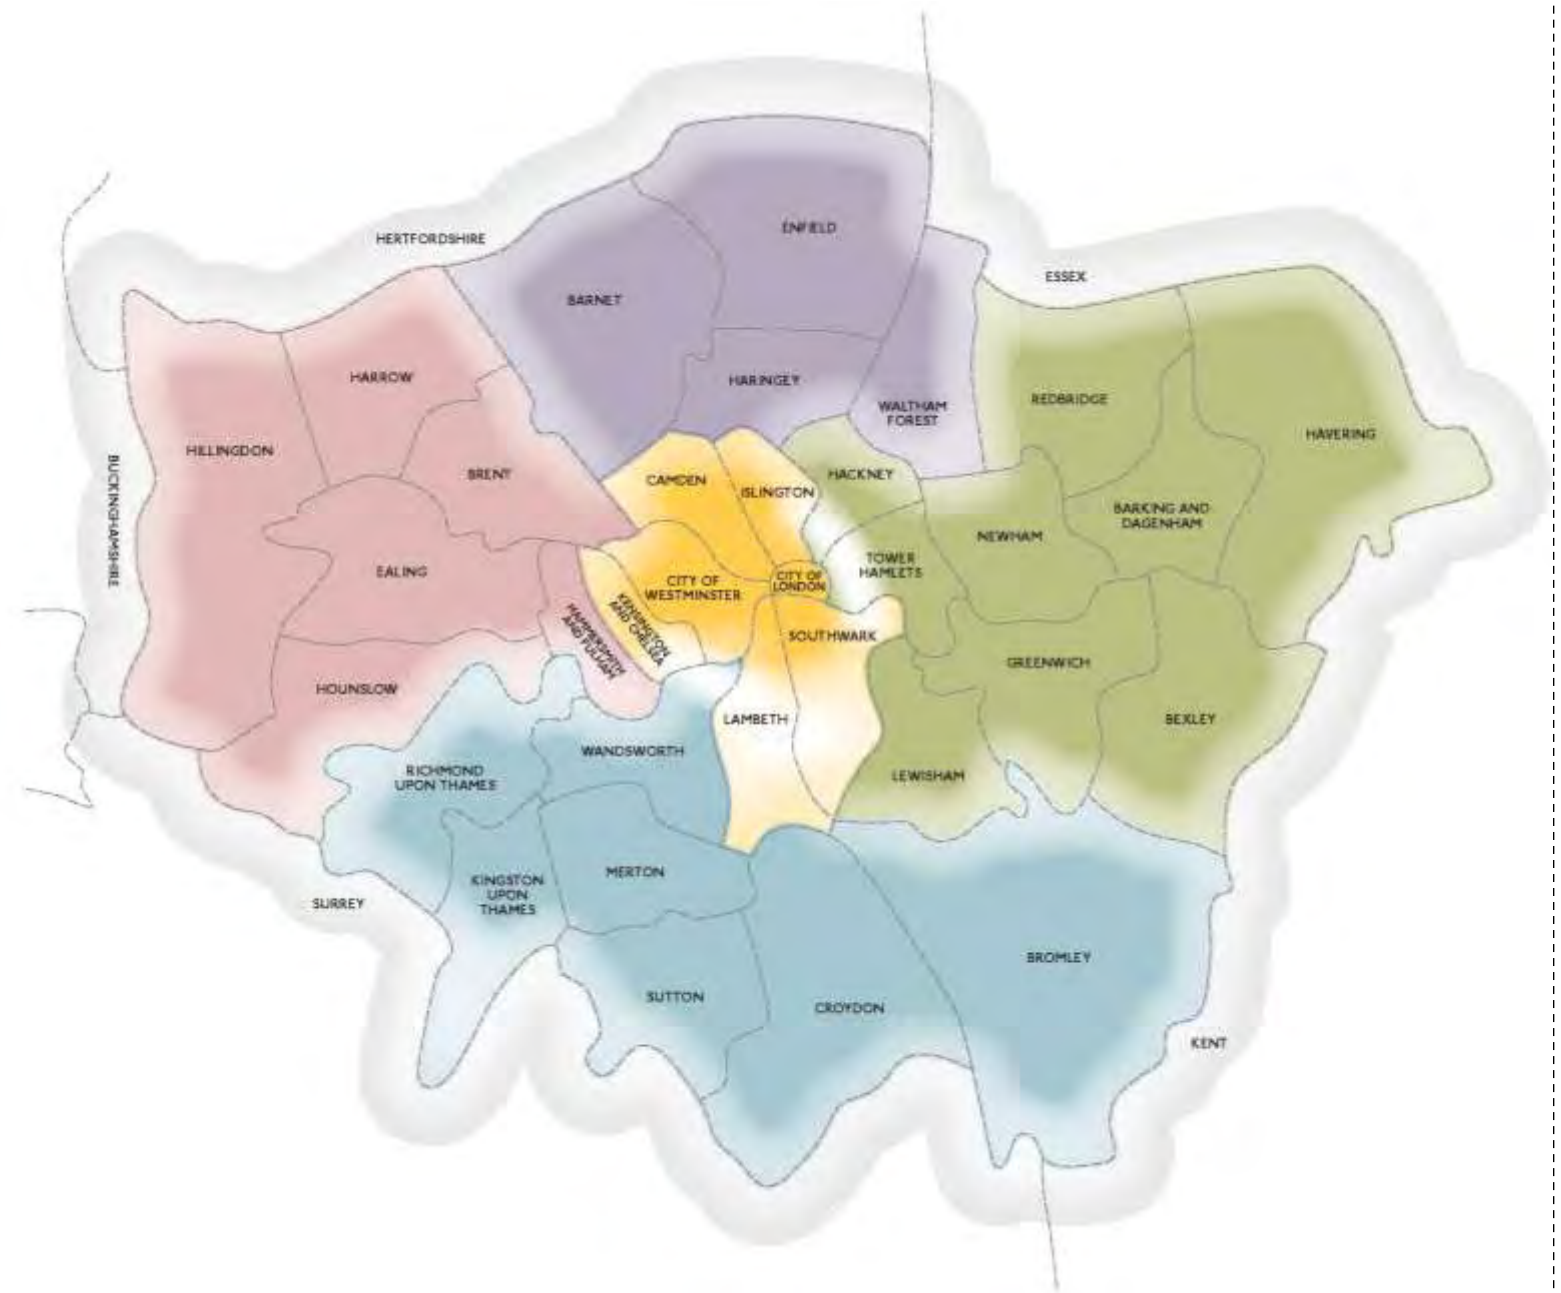 ENFIELD
HERTFORDSHIRE
ESSEX
BARNET
HARROW
HARINGEY
REDBRIDGE
WALTHAM
FOREST
HAVERING
HILLINGDON
BRENT
CAMDEN
ISLINGTON
HACKNEY
BUCKINGHAMSHIRE
BARKING AND
DAGENHAM
NEWHAM
EALING
TOWER
HAMLETS
CITY OF
WESTMINSTER
CITY OF
LONDON
KENSINGTON
AND CHELSEA
HAMMERSMITH
AND FULHAM
SOUTHWARK
GREENWICH
HOUNSLOW
LAMBETH
BEXLEY
WANDSWORTH
RICHMOND
UPON THAMES
LEWISHAM
MERTON
KINGSTON
UPON
THAMES
SURREY
BROMLEY
SUTTON
CROYDON
KENT